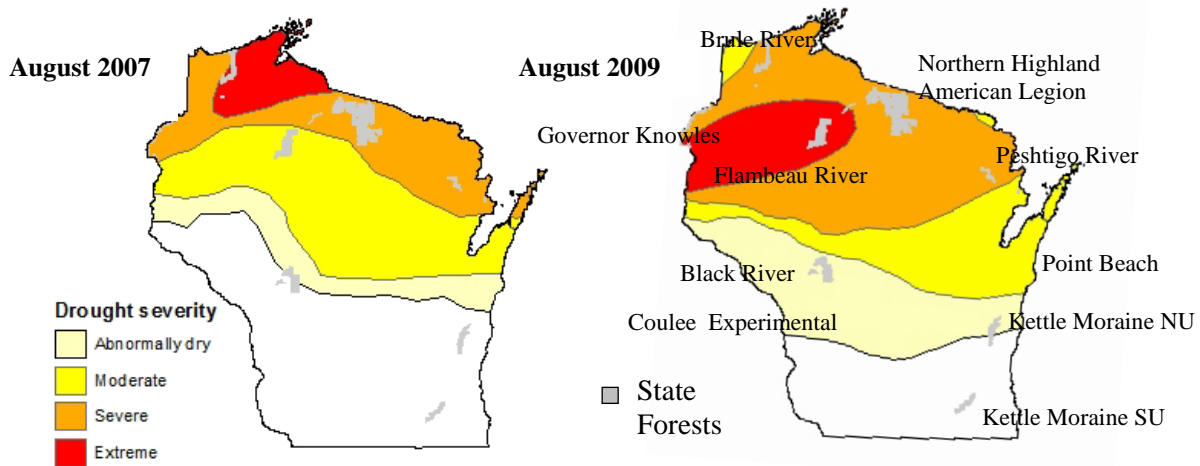 August 2007
Drought severity
Abnormally dry
Moderate
Severe
Extreme
August 2009
Brule River
Northern Highland
American Legion
Governor Knowles
Peshtigo River
Flambeau River
Black River
Point Beach
Coulee Experimental
Kettle Moraine NU
State
Forests
Kettle Moraine SU